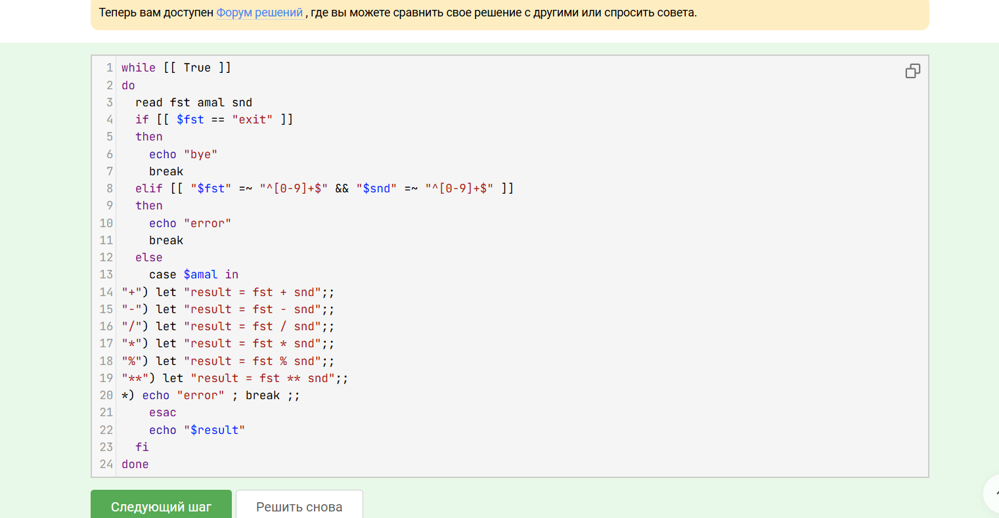 Теперь вам доступен Форум решений , где вы можете сравнить свое решение с другими или спросить совета.
1 while [[ True ]]
2 do
3   read fst amal snd
4   if [[ $fst == "exit" ]]
5   then
6     echo "bye"
7     break
8   elif [[ "$fst" =~ "^[0-9]+$" && "$snd" =~ "^[0-9]+$" ]]
9   then
10     echo "error"
11     break
12   else
13     case $amal in
14 "+") let "result = fst + snd";;
15 "-") let "result = fst - snd";;
16 "/") let "result = fst / snd";;
17 "*") let "result = fst * snd";;
18 "%") let "result = fst % snd";;
19 "**") let "result = fst ** snd";;
20 *) echo "error" ; break ;;
21     esac
22     echo "$result"
23   fi
24 done
Следующий шаг Решить снова